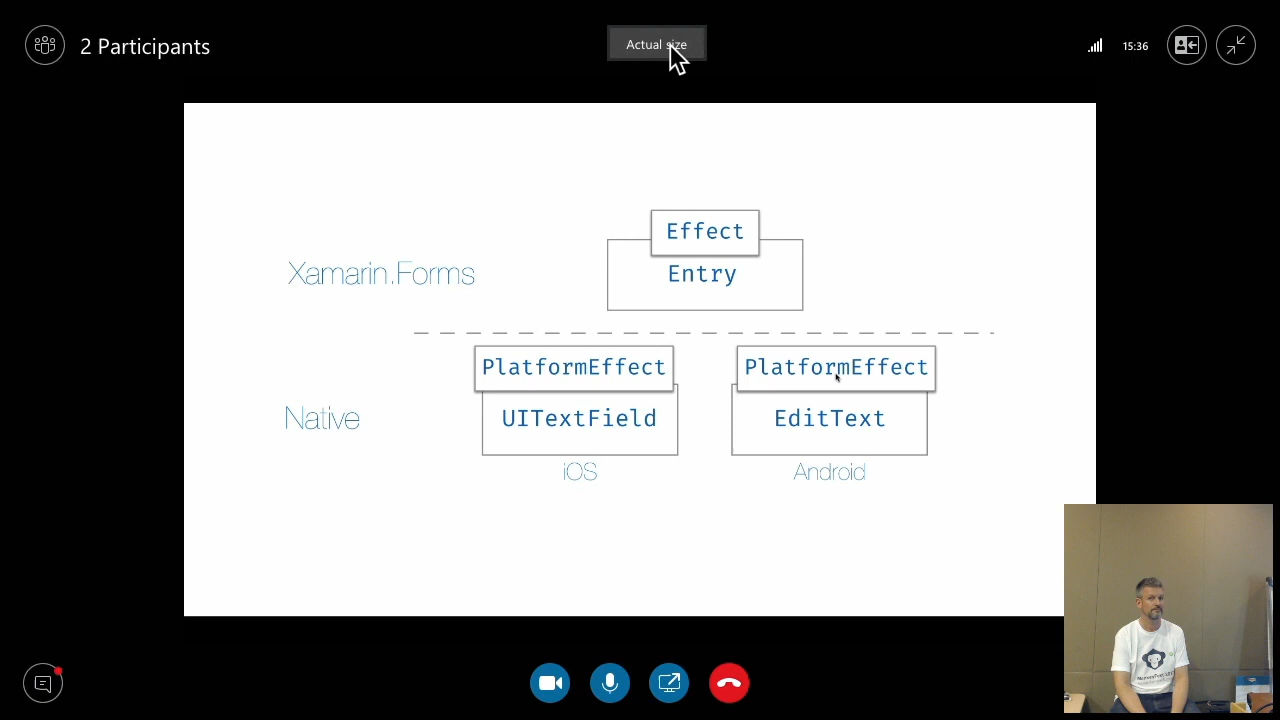 2 Participants
Actual size
15:36
Effect
Entry
Xamarin.Forms
PlatformEffect
PlatformEffect
UITextField
EditText
Native
iOS
Android